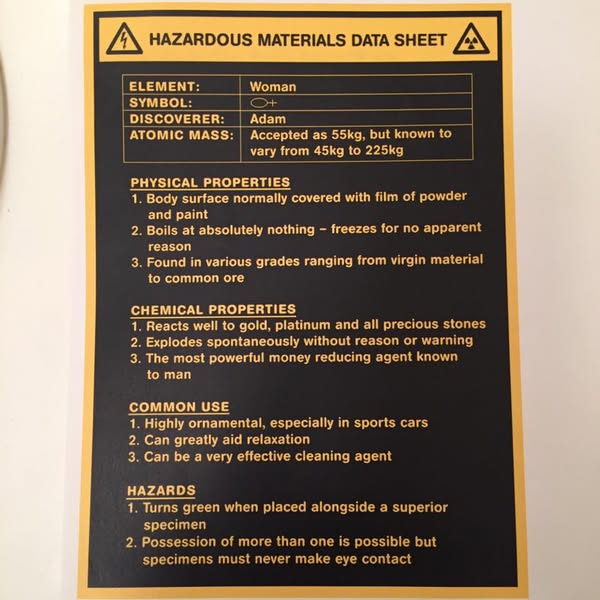 HAZARDOUS MATERIALS DATA SHEET
ELEMENT: Woman
SYMBOL:
DISCOVERER: Adam
ATOMIC MASS: Accepted as 55kg, but known to
vary from 45kg to 225kg
PHYSICAL PROPERTIES
1. Body surface normally covered with film of powder
and paint
2. Boils at absolutely nothing – freezes for no apparent
reason
3. Found in various grades ranging from virgin material
to common ore
CHEMICAL PROPERTIES
1. Reacts well to gold, platinum and all precious stones
2. Explodes spontaneously without reason or warning
3. The most powerful money reducing agent known
to man
COMMON USE
1. Highly ornamental, especially in sports cars
2. Can greatly aid relaxation
3. Can be a very effective cleaning agent
HAZARDS
1. Turns green when placed alongside a superior
specimen
2. Possession of more than one is possible but
specimens must never make eye contact